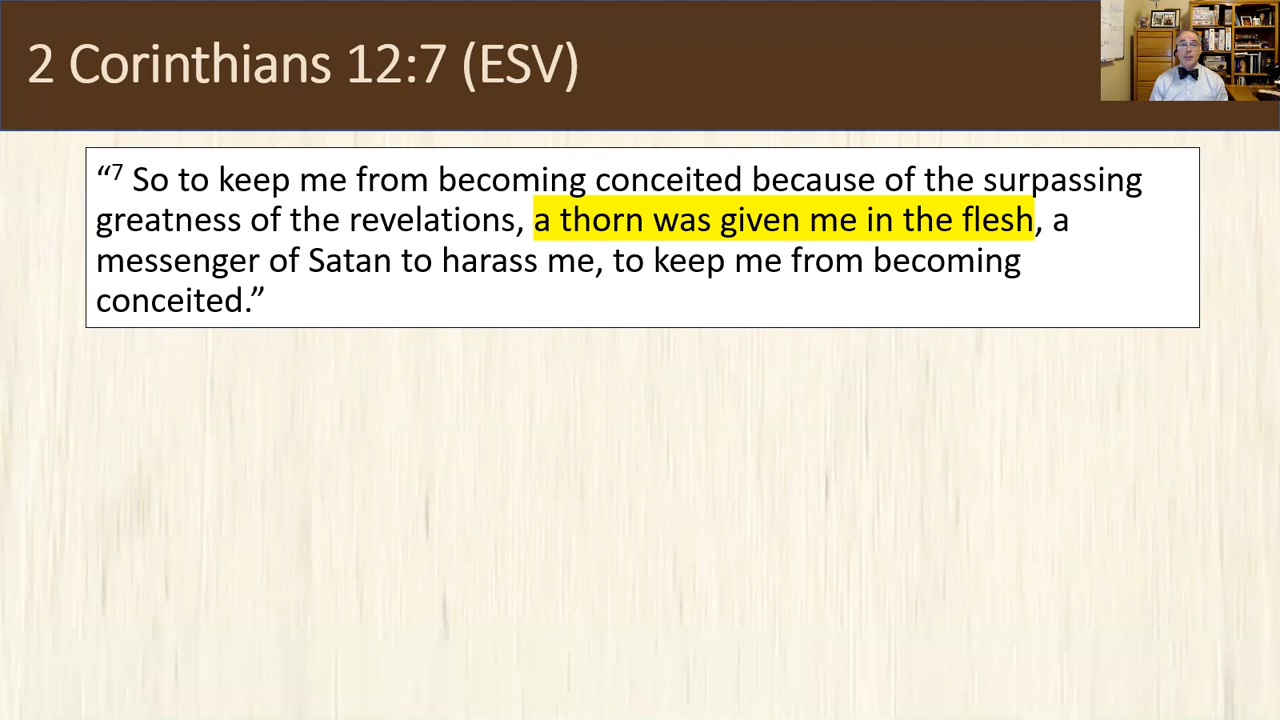 2 Corinthians 12:7 (ESV)
“7 So to keep me from becoming conceited because of the surpassing
greatness of the revelations, a thorn was given me in the flesh, a
messenger of Satan to harass me, to keep me from becoming
conceited.”